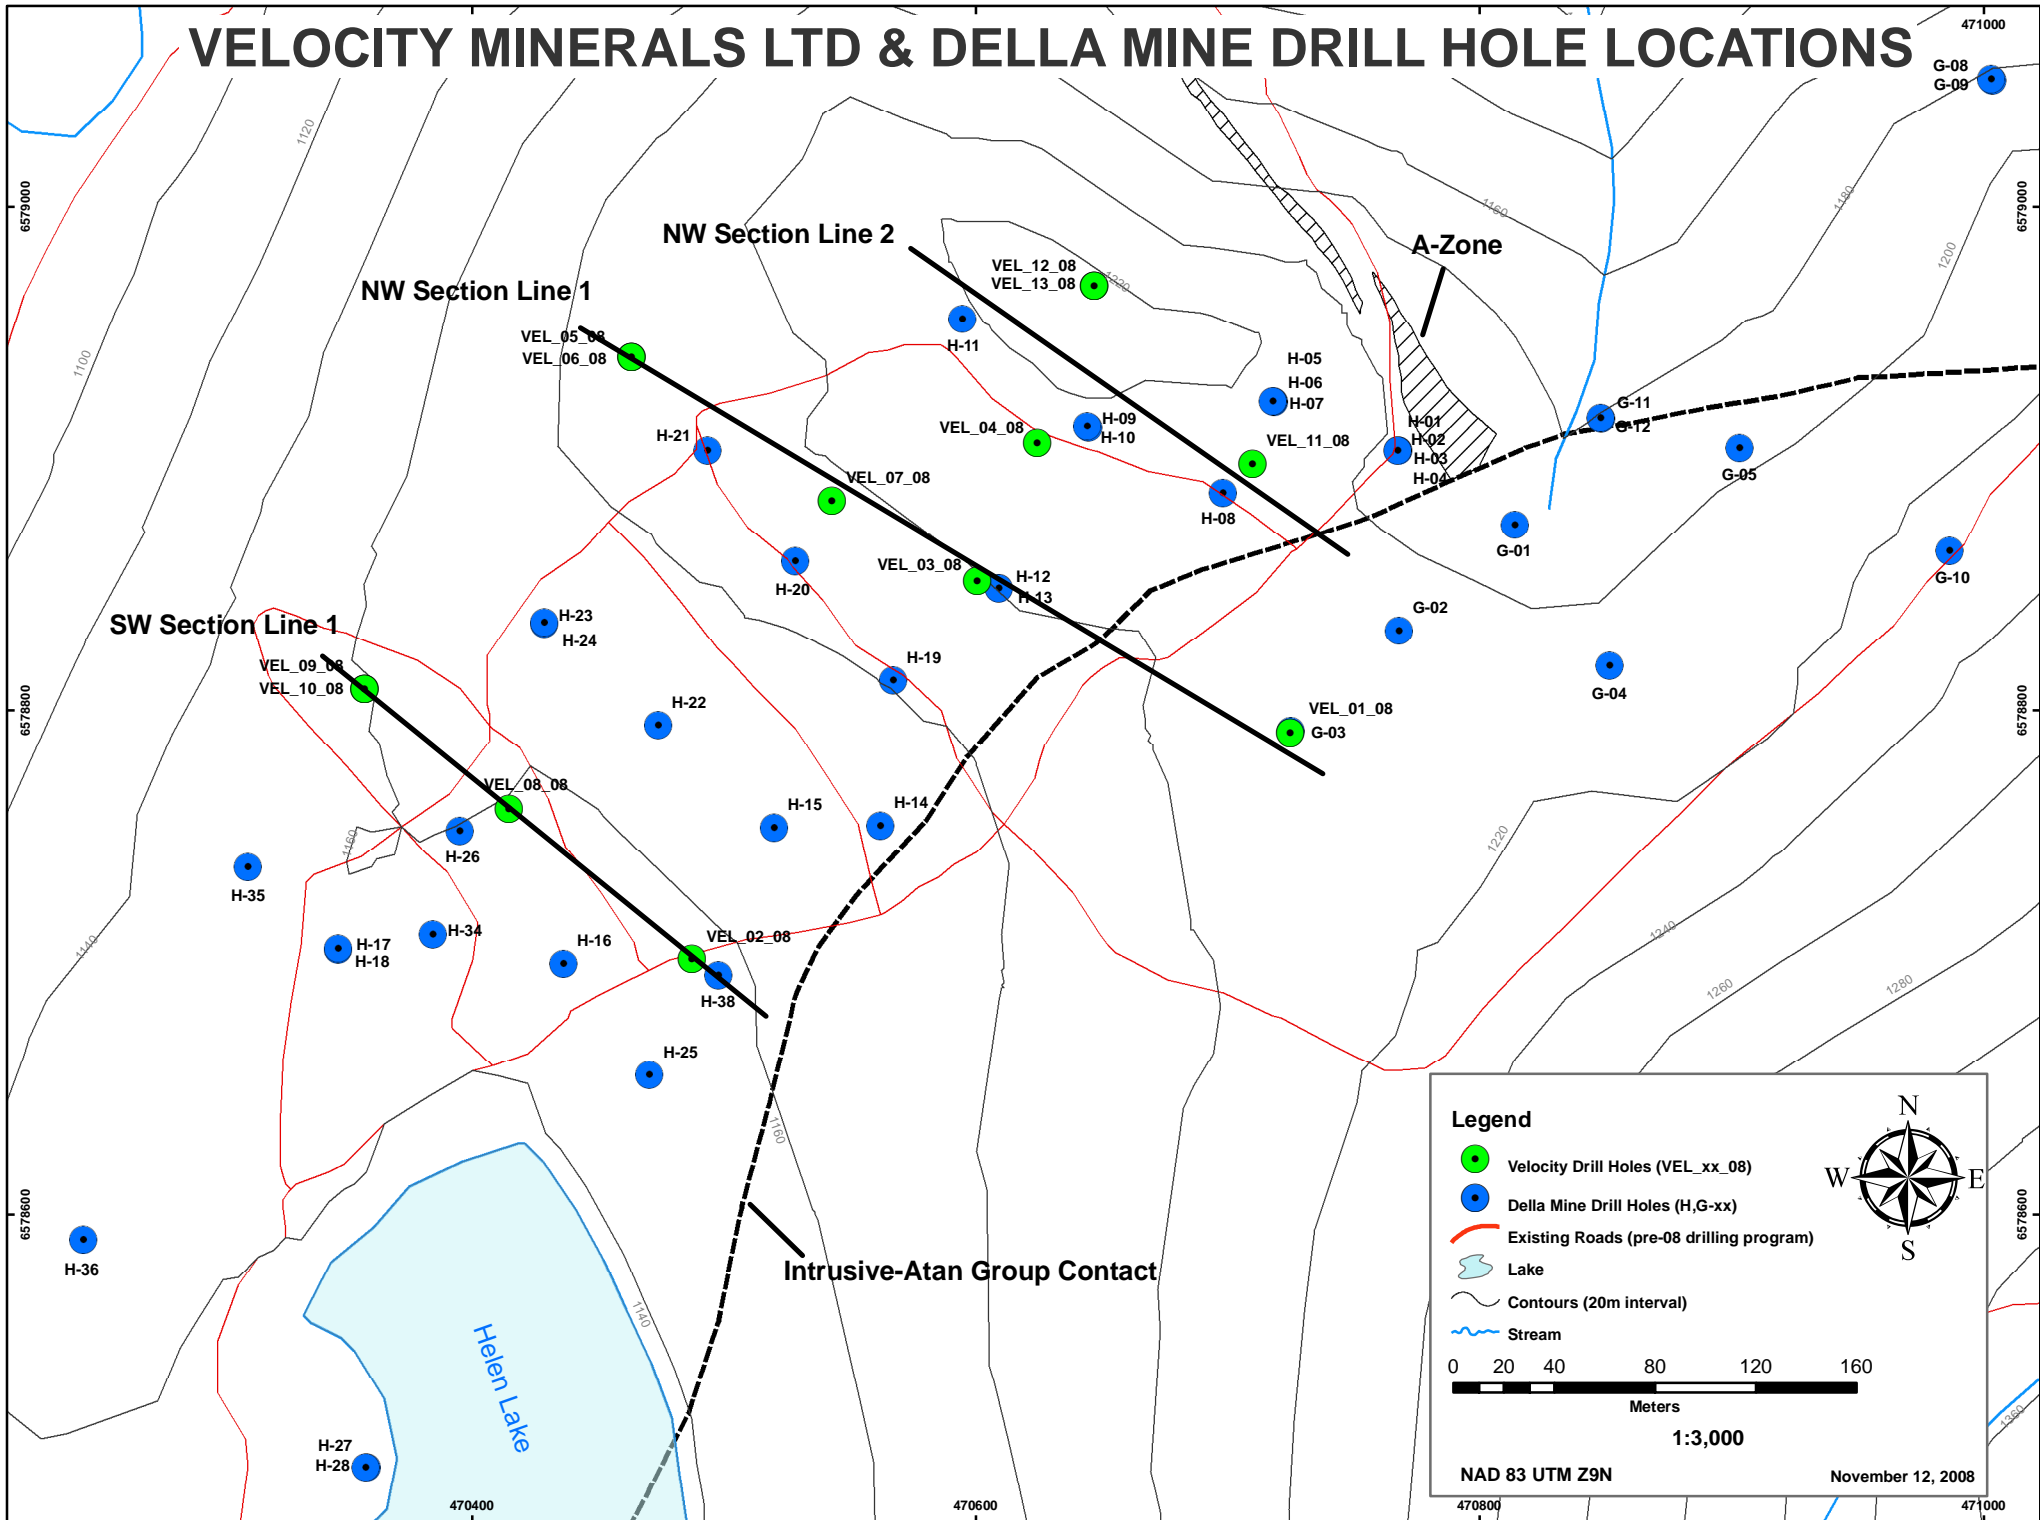 VELOCITY MINERALS LTD & DELLA MINE DRILL HOLE LOCATIONS
471000
G-08
G-09
1120
1160
1180
6579000
6579000
NW Section Line 2
A-Zone
1200
VEL_12_08
VEL_13_08
1220
NW Section Line 1
VEL_05_08
VEL_06_08
H-11
1100
H-05
H-06
H-07
H-09
H-10
H-01
H-02
H-03
H-04
G-11
G-12
VEL_04_08
H-21
VEL_11_08
G-05
VEL_07_08
H-08
G-01
G-10
H-20
VEL_03_08
H-12
H-13
H-23
H-24
G-02
SW Section Line 1
VEL_09_08
VEL_10_08
H-19
G-04
6578800
H-22
VEL_01_08
G-03
6578800
VEL_08_08
H-15
H-14
H-26
1160
1220
H-35
H-34
H-17
H-18
H-16
VEL_02_08
1140
1240
H-38
1260
1280
H-25
1160
Legend
N
Velocity Drill Holes (VEL_xx_08)
W
E
Della Mine Drill Holes (H,G-xx)
6578600
6578600
Existing Roads (pre-08 drilling program)
S
H-36
Intrusive-Atan Group Contact
Lake
1140
Contours (20m interval)
Helen Lake
Stream
0 20 40 80 120 160
Meters
1360
1:3,000
H-27
H-28
NAD 83 UTM Z9N
November 12, 2008
470400
470600
470800
471000